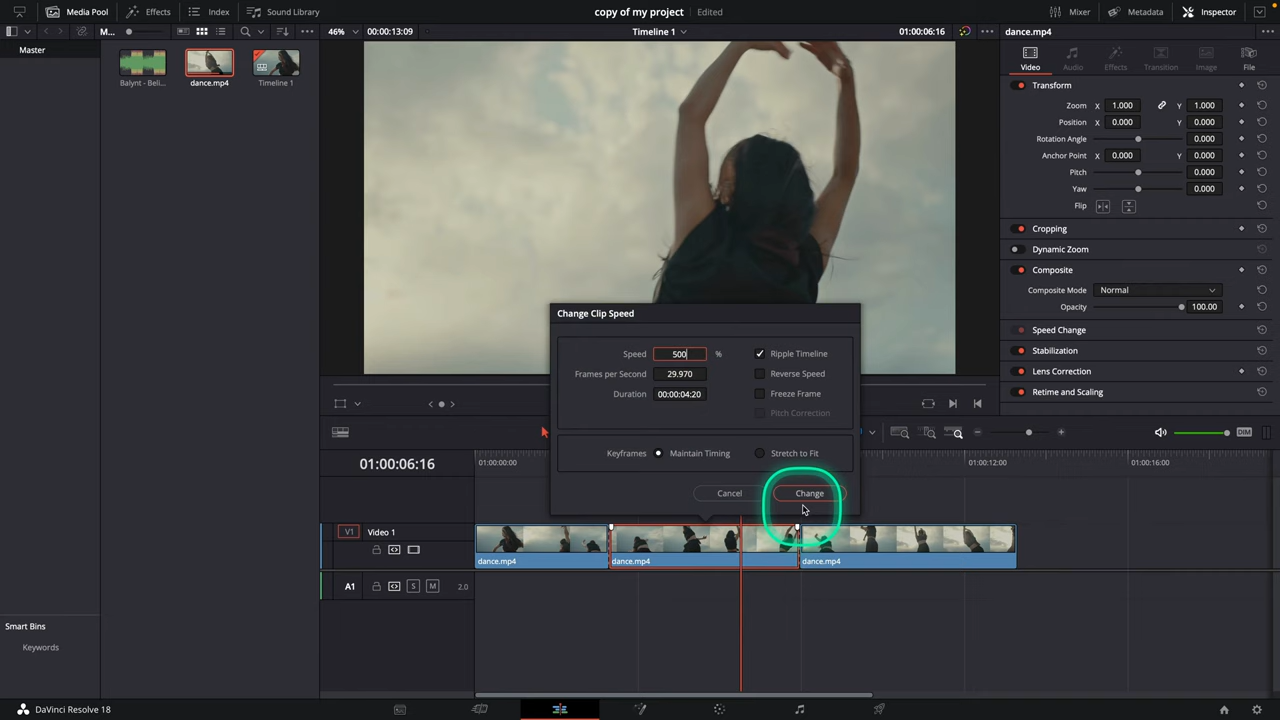 Media Pool
Effects
Index
Sound Library
copy of my project
Edited
Mixer
Metadata
Inspector
M...
46%
00:00:13:09
Timeline 1
01:00:06:16
dance.mp4
Master
Balynt - Beli...
dance.mp4
Timeline 1
Video
Audio
Effects
Transition
Image
File
Transform
Zoom X 1.000 Y 1.000
Position X 0.000 Y 0.000
Rotation Angle 0.000
Anchor Point X 0.000 Y 0.000
Pitch 0.000
Yaw 0.000
Flip
Cropping
Dynamic Zoom
Composite
Composite Mode Normal
Opacity 100.00
Speed Change
Stabilization
Lens Correction
Retime and Scaling
Change Clip Speed
Speed 500 %
Ripple Timeline
Frames per Second 29.970
Reverse Speed
Duration 00:00:04:20
Freeze Frame
Pitch Correction
Keyframes
Maintain Timing
Stretch to Fit
Cancel
Change
DIM
01:00:06:16
01:00:00:00
01:00:12:00
01:00:16:00
V1
Video 1
dance.mp4
dance.mp4
dance.mp4
A1
S
M
2.0
Smart Bins
Keywords
DaVinci Resolve 18